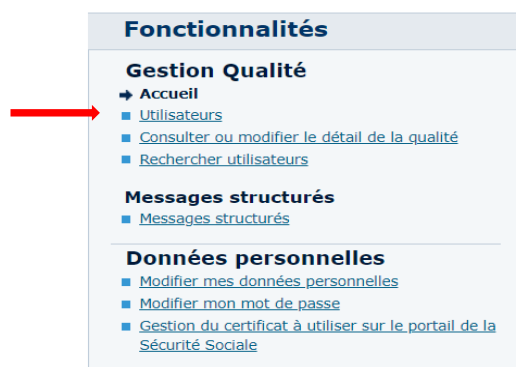 Fonctionnalités
Gestion Qualité
Accueil
Utilisateurs
Consulter ou modifier le détail de la qualité
Rechercher utilisateurs
Messages structurés
Messages structurés
Données personnelles
Modifier mes données personnelles
Modifier mon mot de passe
Gestion du certificat à utiliser sur le portail de la
Sécurité Sociale